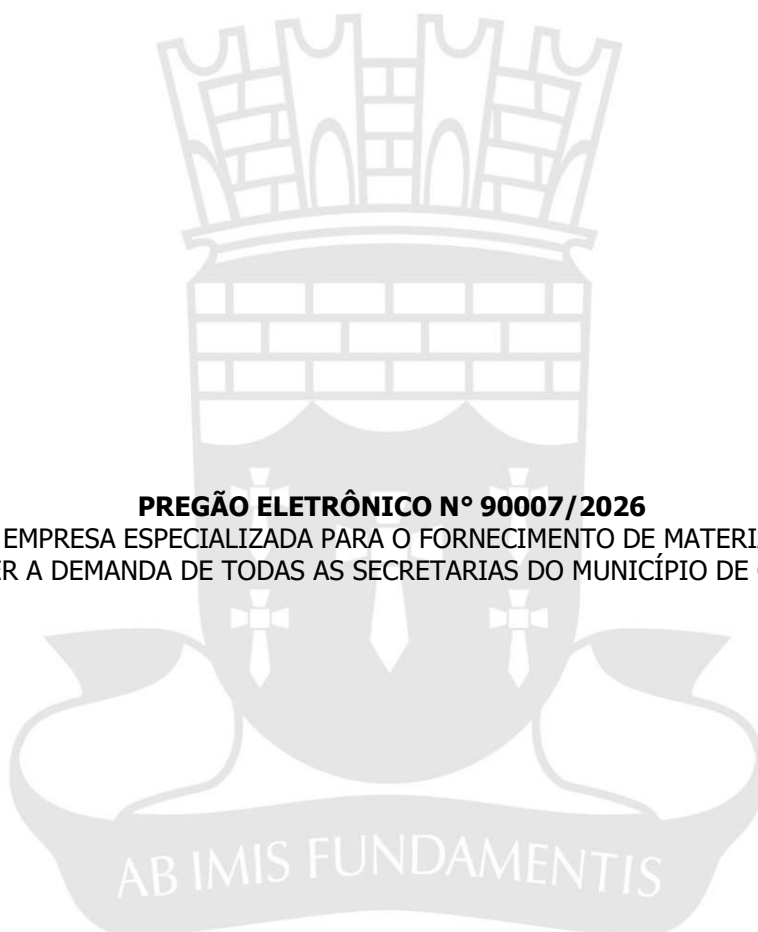 PREGÃO ELETRÔNICO N° 90007/2026
EMPRESA ESPECIALIZADA PARA O FORNECIMENTO DE
A DEMANDA DE TODAS AS SECRETARIAS DO MUNICÍPIO DE
AB IMIS FUNDAMENTIS